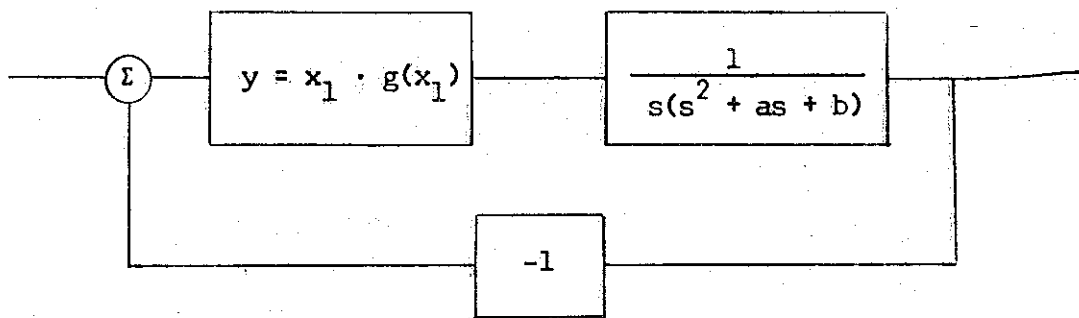 Σ
y = x₁ · g(x₁)
1
s(s² + as + b)
-1